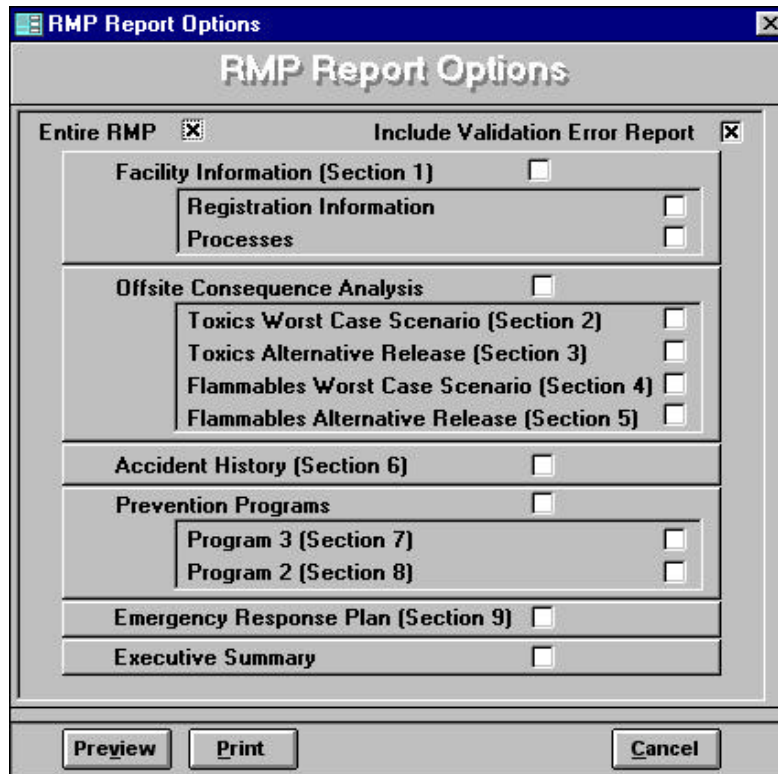 RMP Report Options
RMP Report Options
Entire RMP Include Validation Error Report
Facility Information (Section 1)
Registration Information
Processes
Offsite Consequence Analysis
Toxics Worst Case Scenario (Section 2)
Toxics Alternative Release (Section 3)
Flammables Worst Case Scenario (Section 4)
Flammables Alternative Release (Section 5)
Accident History (Section 6)
Prevention Programs
Program 3 (Section 7)
Program 2 (Section 8)
Emergency Response Plan (Section 9)
Executive Summary
Preview Print Cancel